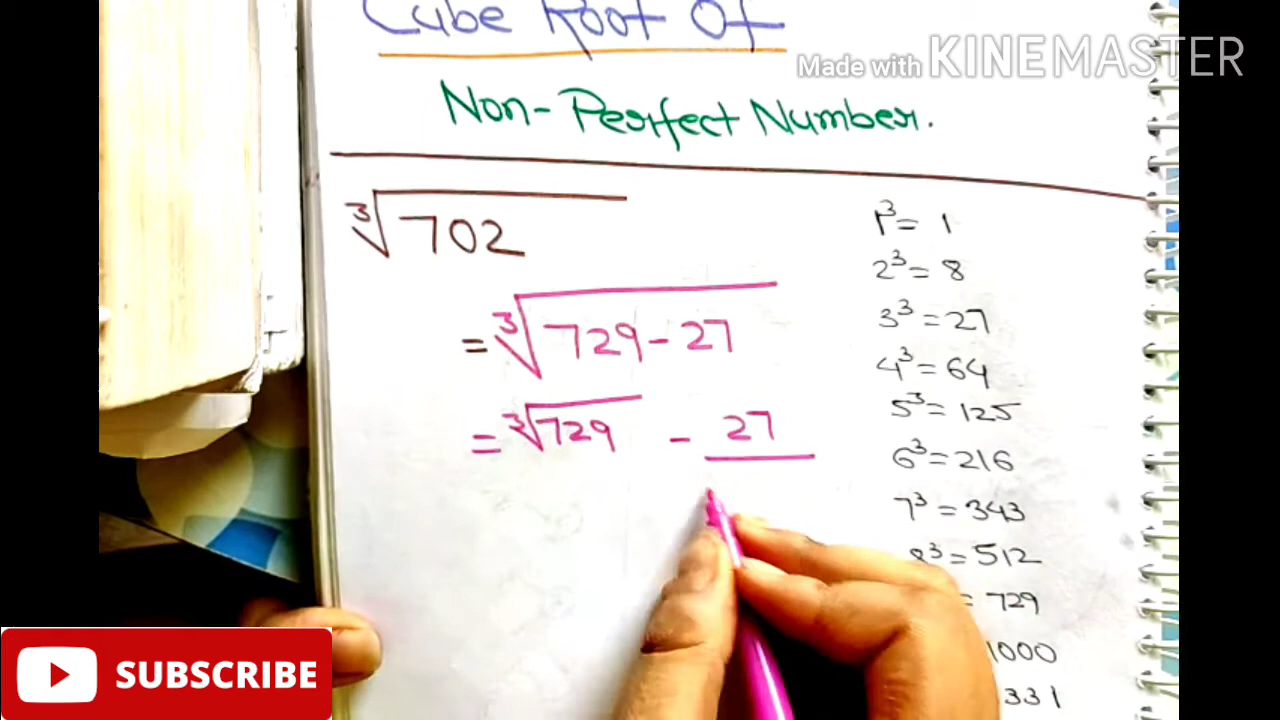 Cube Root Of
Made with KINEMASTER
Non-Perfect Number.
∛702
= ∛729-27
= ∛729 - 27
1³= 1
2³= 8
3³=27
4³=64
5³=125
6³=216
7³=343
8³=512
= 729
1000
331
SUBSCRIBE